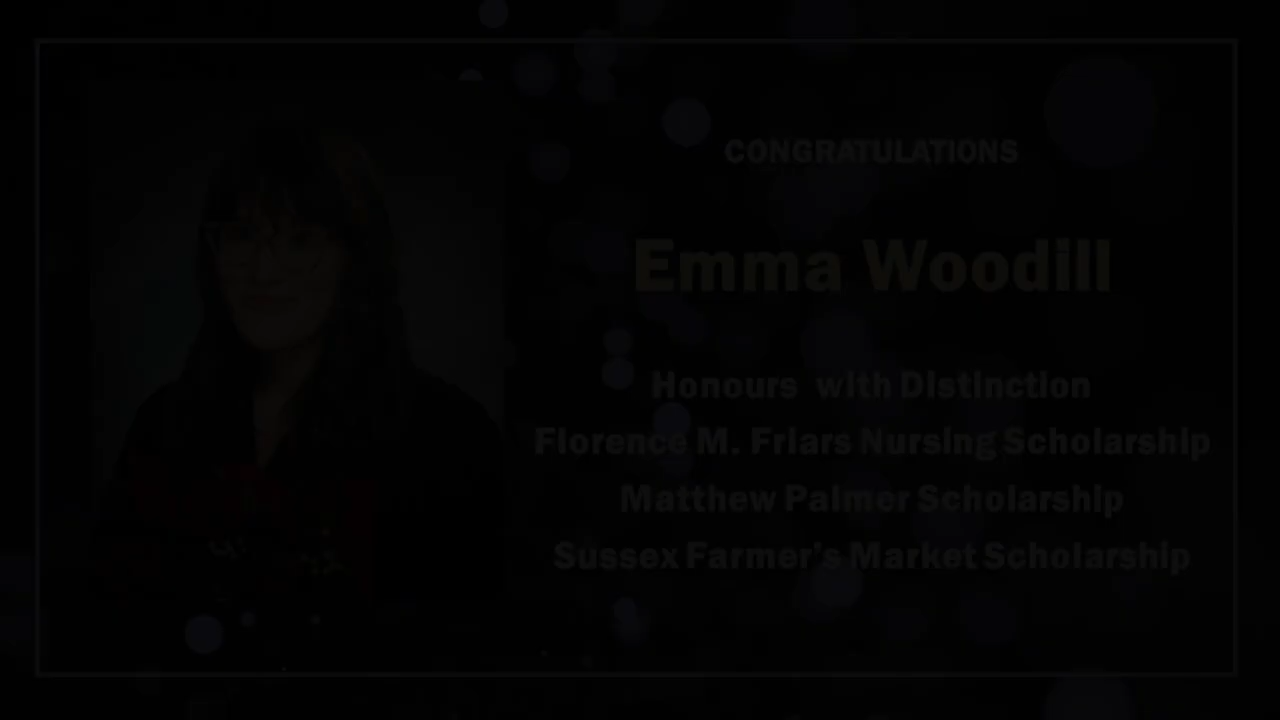 CONGRATULATIONS
Emma Woodill
Honours with Distinction
Florence M. Friars Nursing Scholarship
Matthew Palmer Scholarship
Sussex Farmer's Market Scholarship